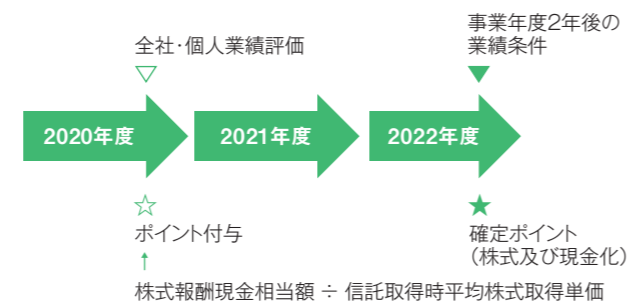 事業年度2年後の
業績条件
全社・個人業績評価
2020年度
2021年度
2022年度
ポイント付与
確定ポイント
（株式及び現金化）
株式報酬現金相当額 ÷ 信託取得時平均株式取得単価